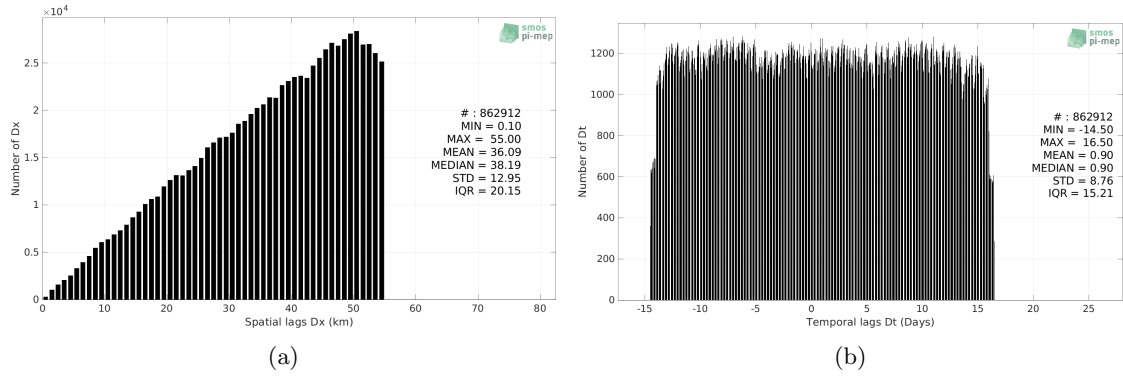 ×10⁴
smos
pi-mep
2.5
2
1.5
1
0.5
0
Number of Dx
# : 862912
MIN = 0.10
MAX = 55.00
MEAN = 36.09
MEDIAN = 38.19
STD = 12.95
IQR = 20.15
0 10 20 30 40 50 60 70 80
Spatial lags Dx (km)
(a)
smos
pi-mep
1200
1000
800
600
400
200
0
Number of Dt
# : 862912
MIN = -14.50
MAX = 16.50
MEAN = 0.90
MEDIAN = 0.90
STD = 8.76
IQR = 15.21
-15 -10 -5 0 5 10 15 20 25
Temporal lags Dt (Days)
(b)